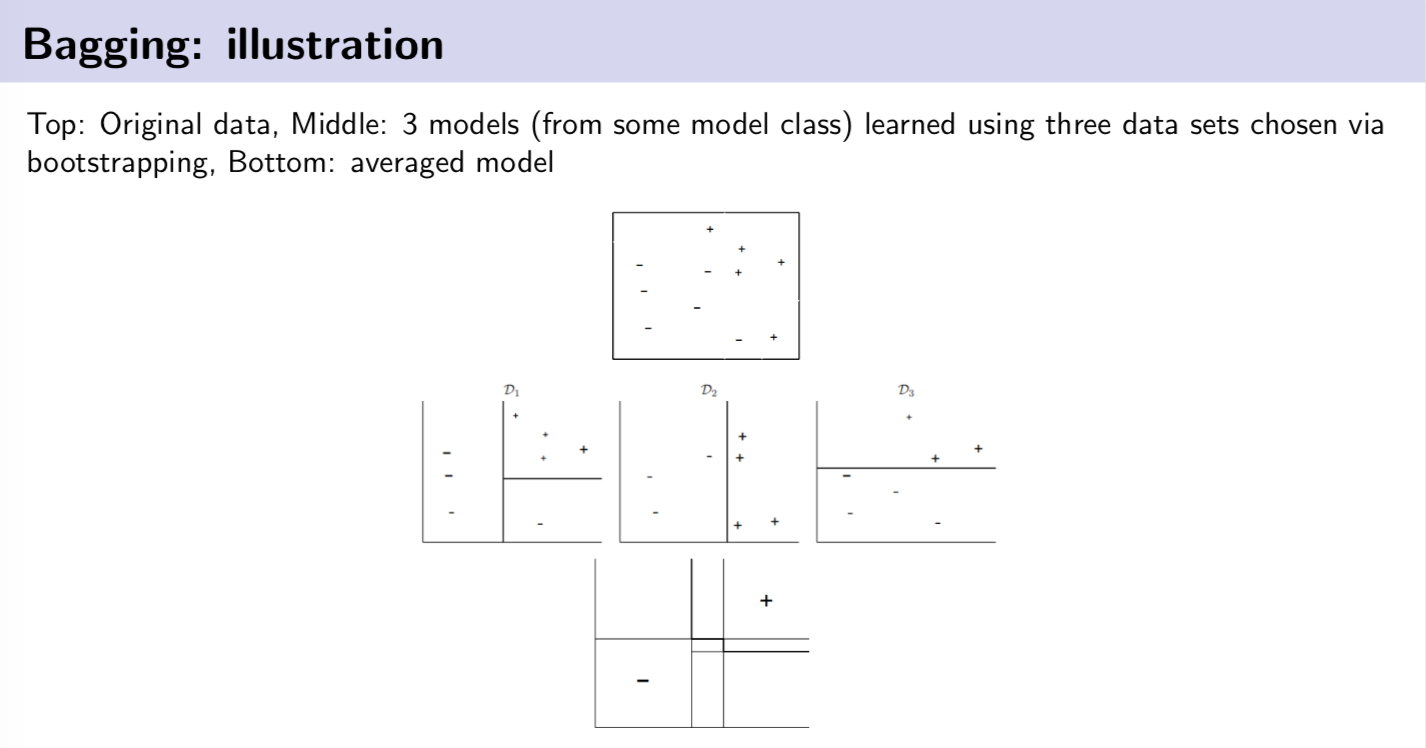 Bagging: illustration
Top: Original data, Middle: 3 models (from some model class) learned using three data sets chosen via
bootstrapping, Bottom: averaged model
+
+
+
–
– +
–
–
–
– +
D₁ D₂ D₃
+ +
+ + +
+ – + + +
– –
– – –
– – –
– + + –
+
–